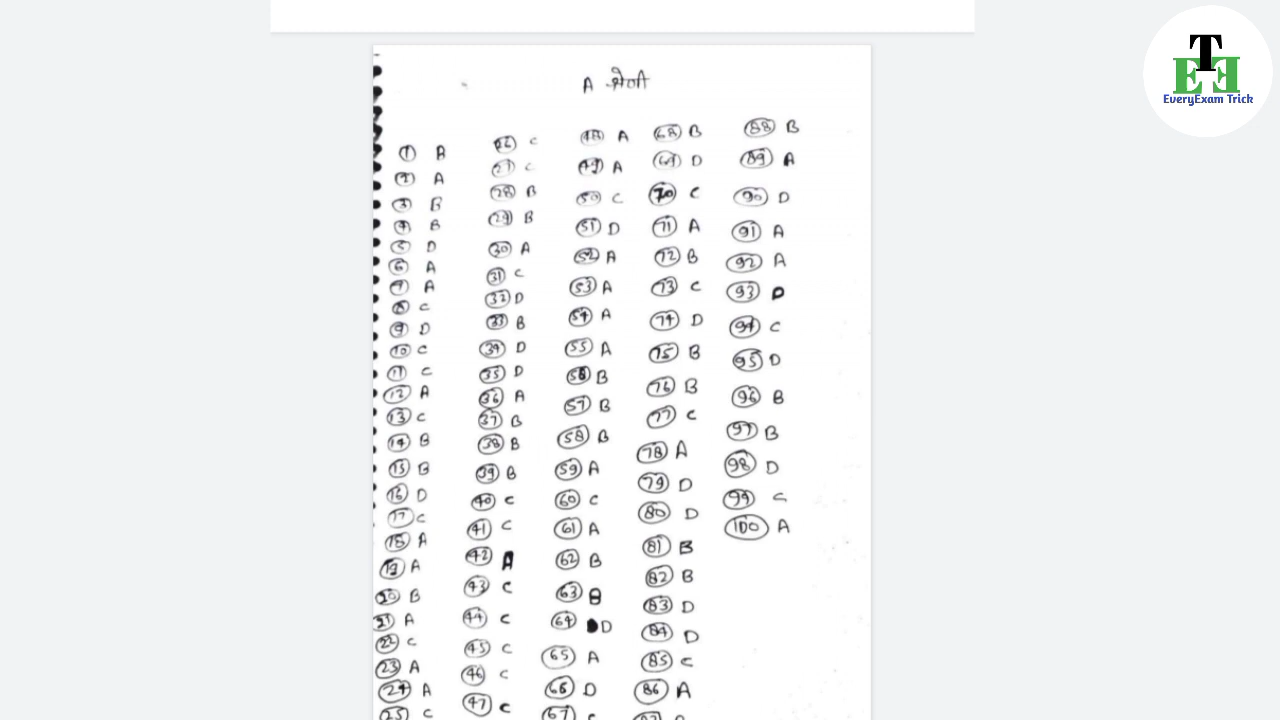 A श्रेणी
2 A
3 B
4 B
5 D
6 A
7 A
8 C
9 D
10 C
11 C
12 A
13 C
14 B
15 B
16 D
17 C
18 A
19 A
20 B
21 A
22 C
23 A
24 A
25 C
26 C
27 C
28 B
29 B
30 A
31 C
32 D
33 B
34 D
35 D
36 A
37 B
38 B
39 B
40 C
41 C
42 A
43 C
44 C
45 C
46 C
47 C
48 A
49 A
50 C
51 D
52 A
53 A
54 A
55 A
56 B
57 B
58 B
59 A
60 C
61 A
62 B
63 B
64 D
65 A
66 D
67 C
68 B
69 D
70 C
71 A
72 B
73 C
74 D
75 B
76 B
77 C
78 A
79 D
80 D
81 B
82 B
83 D
84 D
85 C
86 A
88 B
89 A
90 D
91 A
92 A
93 D
94 C
95 D
96 B
97 B
98 D
99 C
100 A
TEE
EveryExam Trick